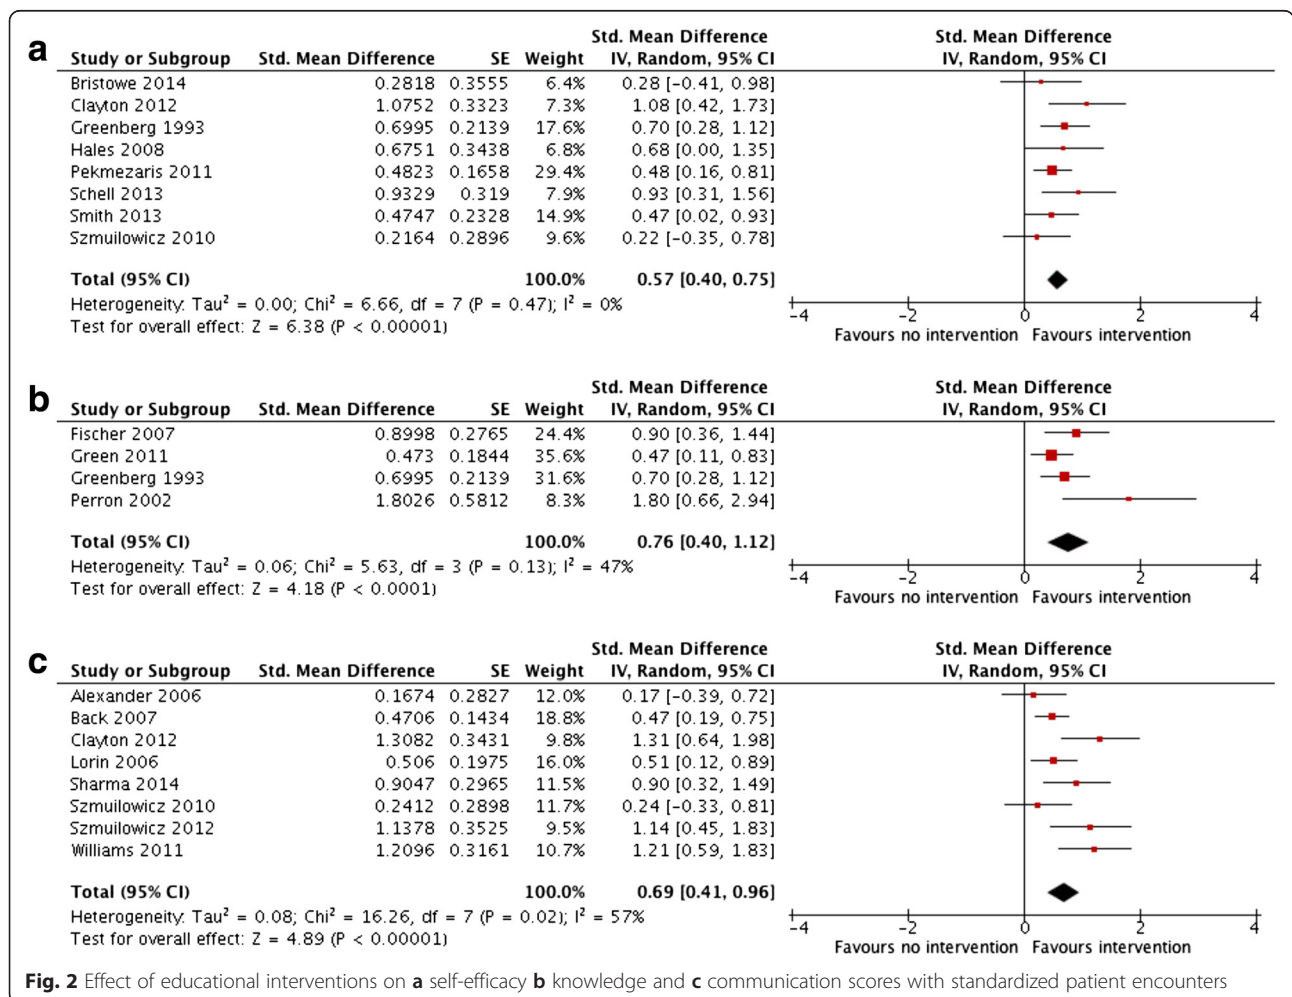 a
Std. Mean Difference Std. Mean Difference
Study or Subgroup Std. Mean Difference SE Weight IV, Random, 95% CI IV, Random, 95% CI
Bristowe 2014 0.2818 0.3555 6.4% 0.28 [−0.41, 0.98]
Clayton 2012 1.0752 0.3323 7.3% 1.08 [0.42, 1.73]
Greenberg 1993 0.6995 0.2139 17.6% 0.70 [0.28, 1.12]
Hales 2008 0.6751 0.3438 6.8% 0.68 [0.00, 1.35]
Pekmezaris 2011 0.4823 0.1658 29.4% 0.48 [0.16, 0.81]
Schell 2013 0.9329 0.319 7.9% 0.93 [0.31, 1.56]
Smith 2013 0.4747 0.2328 14.9% 0.47 [0.02, 0.93]
Szmuilowicz 2010 0.2164 0.2896 9.6% 0.22 [−0.35, 0.78]
Total (95% CI) 100.0% 0.57 [0.40, 0.75]
Heterogeneity: Tau² = 0.00; Chi² = 6.66, df = 7 (P = 0.47); I² = 0%
Test for overall effect: Z = 6.38 (P < 0.00001)
−4 −2 0 2 4
Favours no intervention Favours intervention
b
Std. Mean Difference Std. Mean Difference
Study or Subgroup Std. Mean Difference SE Weight IV, Random, 95% CI IV, Random, 95% CI
Fischer 2007 0.8998 0.2765 24.4% 0.90 [0.36, 1.44]
Green 2011 0.473 0.1844 35.6% 0.47 [0.11, 0.83]
Greenberg 1993 0.6995 0.2139 31.6% 0.70 [0.28, 1.12]
Perron 2002 1.8026 0.5812 8.3% 1.80 [0.66, 2.94]
Total (95% CI) 100.0% 0.76 [0.40, 1.12]
Heterogeneity: Tau² = 0.06; Chi² = 5.63, df = 3 (P = 0.13); I² = 47%
Test for overall effect: Z = 4.18 (P < 0.0001)
−4 −2 0 2 4
Favours no intervention Favours intervention
c
Std. Mean Difference Std. Mean Difference
Study or Subgroup Std. Mean Difference SE Weight IV, Random, 95% CI IV, Random, 95% CI
Alexander 2006 0.1674 0.2827 12.0% 0.17 [−0.39, 0.72]
Back 2007 0.4706 0.1434 18.8% 0.47 [0.19, 0.75]
Clayton 2012 1.3082 0.3431 9.8% 1.31 [0.64, 1.98]
Lorin 2006 0.506 0.1975 16.0% 0.51 [0.12, 0.89]
Sharma 2014 0.9047 0.2965 11.5% 0.90 [0.32, 1.49]
Szmuilowicz 2010 0.2412 0.2898 11.7% 0.24 [−0.33, 0.81]
Szmuilowicz 2012 1.1378 0.3525 9.5% 1.14 [0.45, 1.83]
Williams 2011 1.2096 0.3161 10.7% 1.21 [0.59, 1.83]
Total (95% CI) 100.0% 0.69 [0.41, 0.96]
Heterogeneity: Tau² = 0.08; Chi² = 16.26, df = 7 (P = 0.02); I² = 57%
Test for overall effect: Z = 4.89 (P < 0.00001)
−4 −2 0 2 4
Favours no intervention Favours intervention
Fig. 2 Effect of educational interventions on a self-efficacy b knowledge and c communication scores with standardized patient encounters